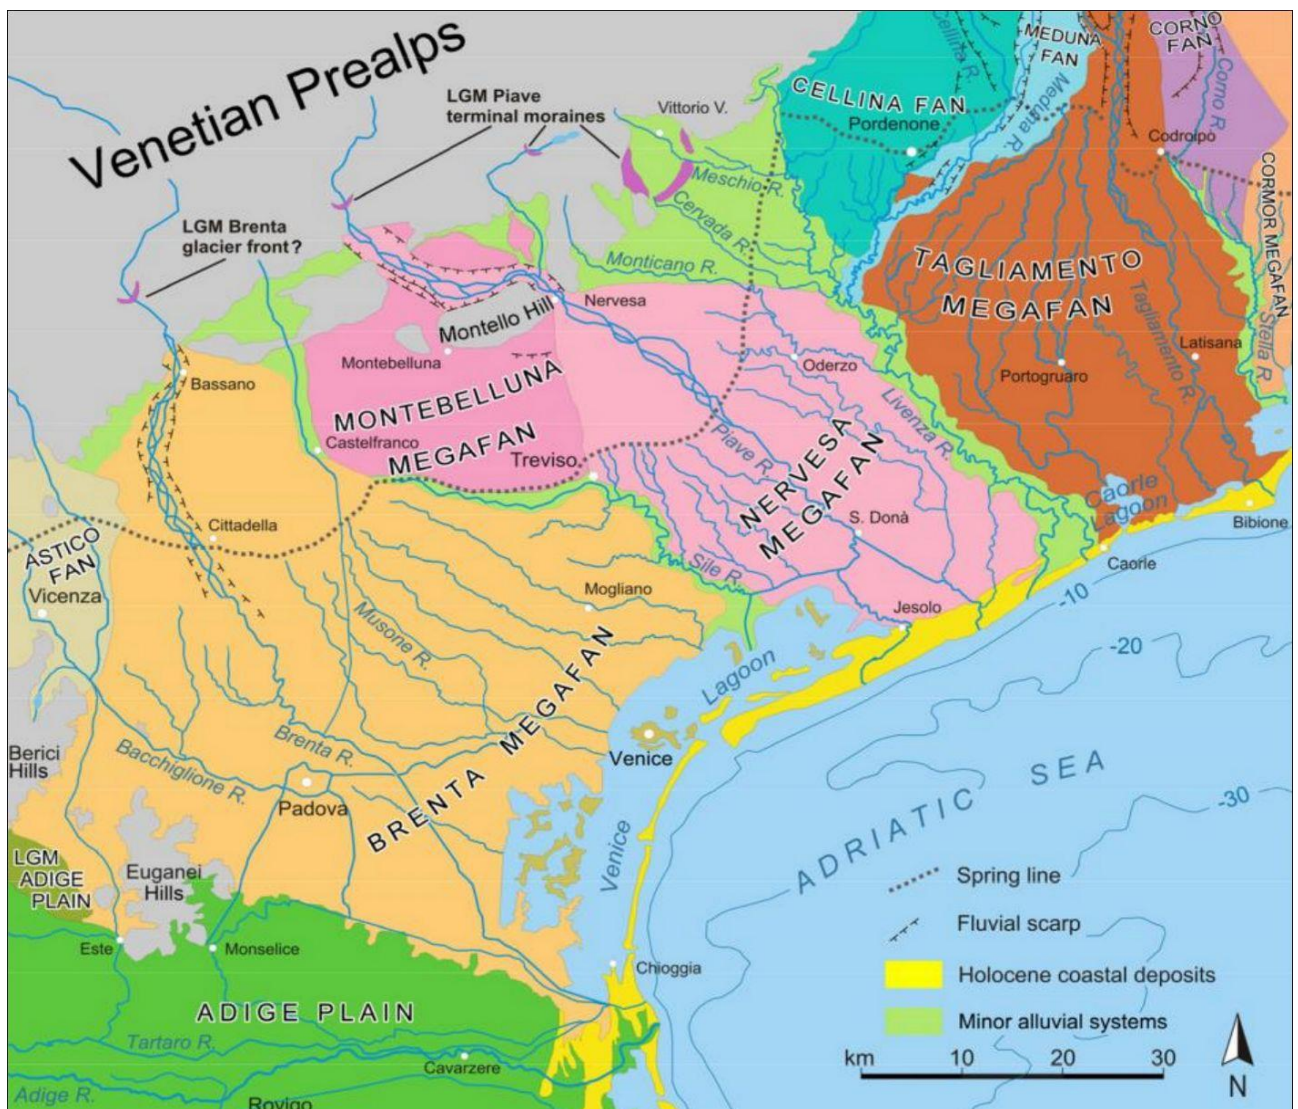 Venetian Prealps
LGM Piave
terminal moraines
LGM Brenta
glacier front?
Vittorio V.
Meschio R.
Cervada R.
Monticano R.
CELLINA FAN
Cellina R.
Pordenone
MEDUNA
FAN
Meduna R.
CORNO
FAN
Corno R
Codroipo
CORMOR MEGAFAN
TAGLIAMENTO
MEGAFAN
Tagliamento R.
Stella R
Latisana
Portogruaro
Nervesa
Montello Hill
Montebelluna
MONTEBELLUNA
MEGAFAN
Oderzo
Livenza R.
Piave R.
NERVESA
MEGAFAN
S. Donà
Bassano
Castelfranco
Treviso
Cittadella
Sile R.
Caorle
Lagoon
Bibione
Caorle
ASTICO
FAN
Vicenza
Mogliano
Musone R.
Jesolo
-10
-20
-30
Lagoon
Venice
Venice
BRENTA MEGAFAN
Brenta R.
Bacchiglione R.
Padova
Berici
Hills
Euganei
Hills
LGM
ADIGE
PLAIN
Este
Monselice
Chioggia
ADRIATIC SEA
ADIGE PLAIN
Tartaro R.
Cavarzere
Adige R.
Rovigo
Spring line
Fluvial scarp
Holocene coastal deposits
Minor alluvial systems
km 10 20 30
N